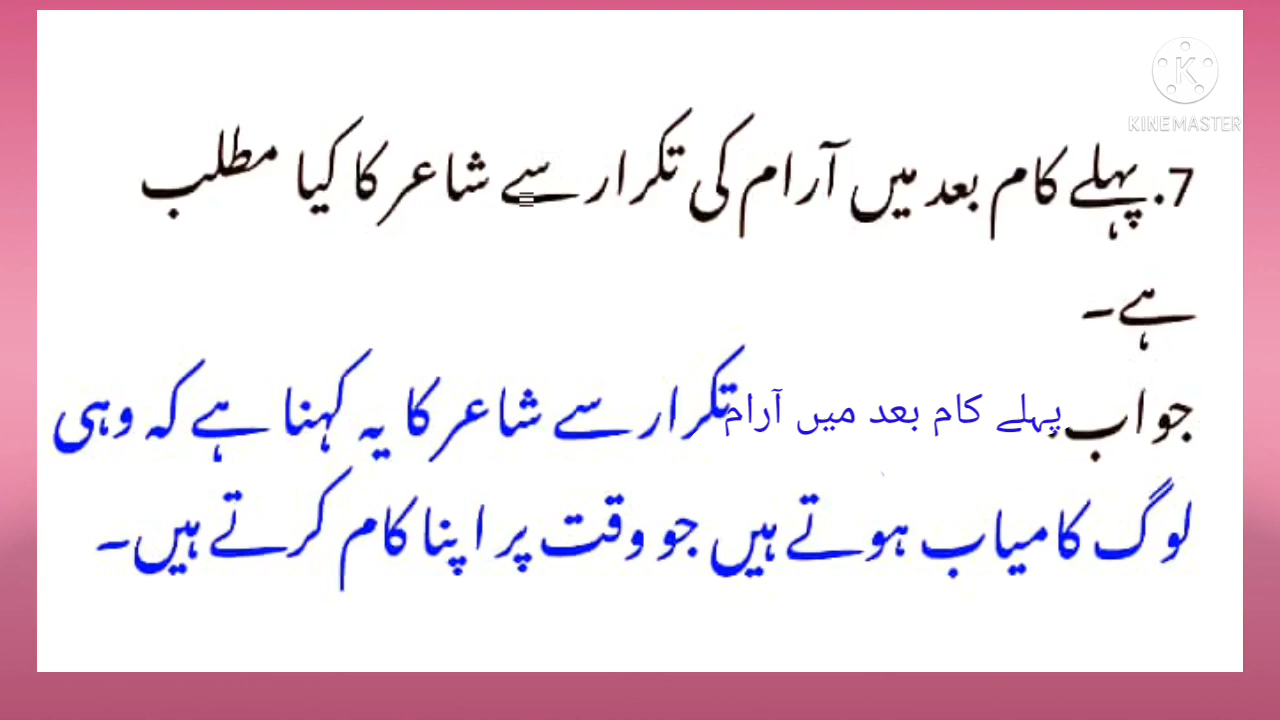 KINEMASTER
7. پہلے کام بعد میں آرام کی تکرار سے شاعر کا کیا مطلب
ہے۔
جواب۔ پہلے کام بعد میں آرام تکرار سے شاعر کا یہ کہنا ہے کہ وہی
لوگ کامیاب ہوتے ہیں جو وقت پر اپنا کام کرتے ہیں۔